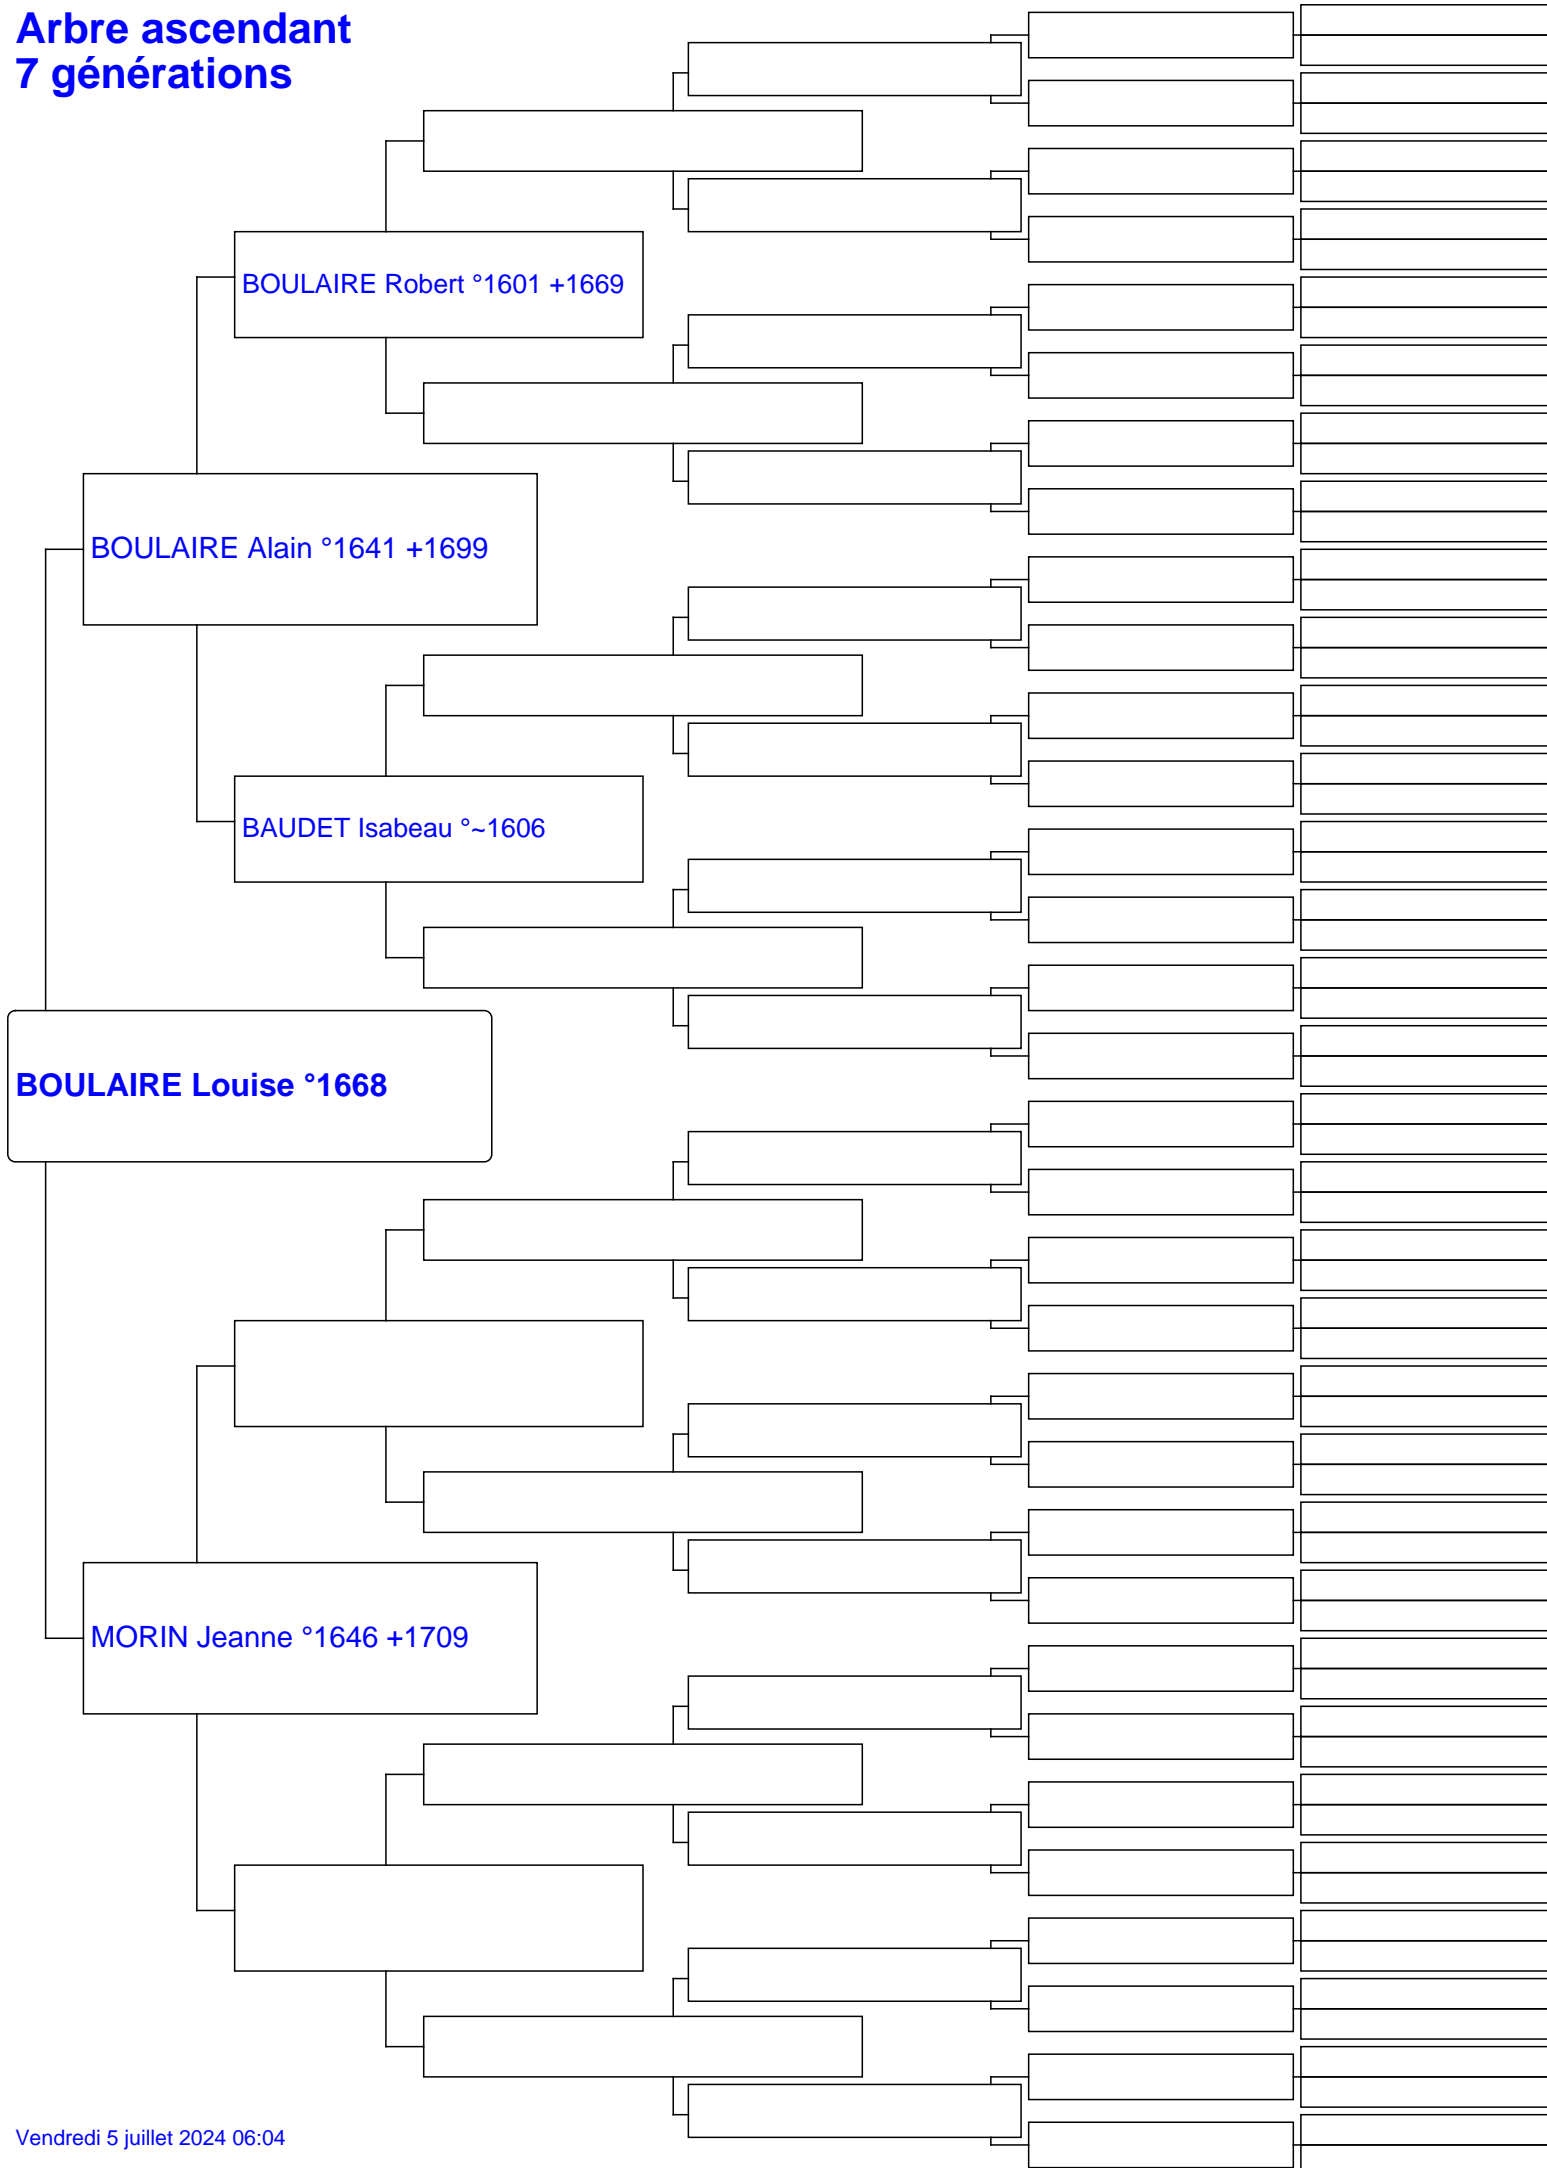 Arbre ascendant
7 générations
BOULAIRE Robert °1601 +1669
BOULAIRE Alain °1641 +1699
BAUDET Isabeau °~1606
BOULAIRE Louise °1668
MORIN Jeanne °1646 +1709
Vendredi 5 juillet 2024 06:04